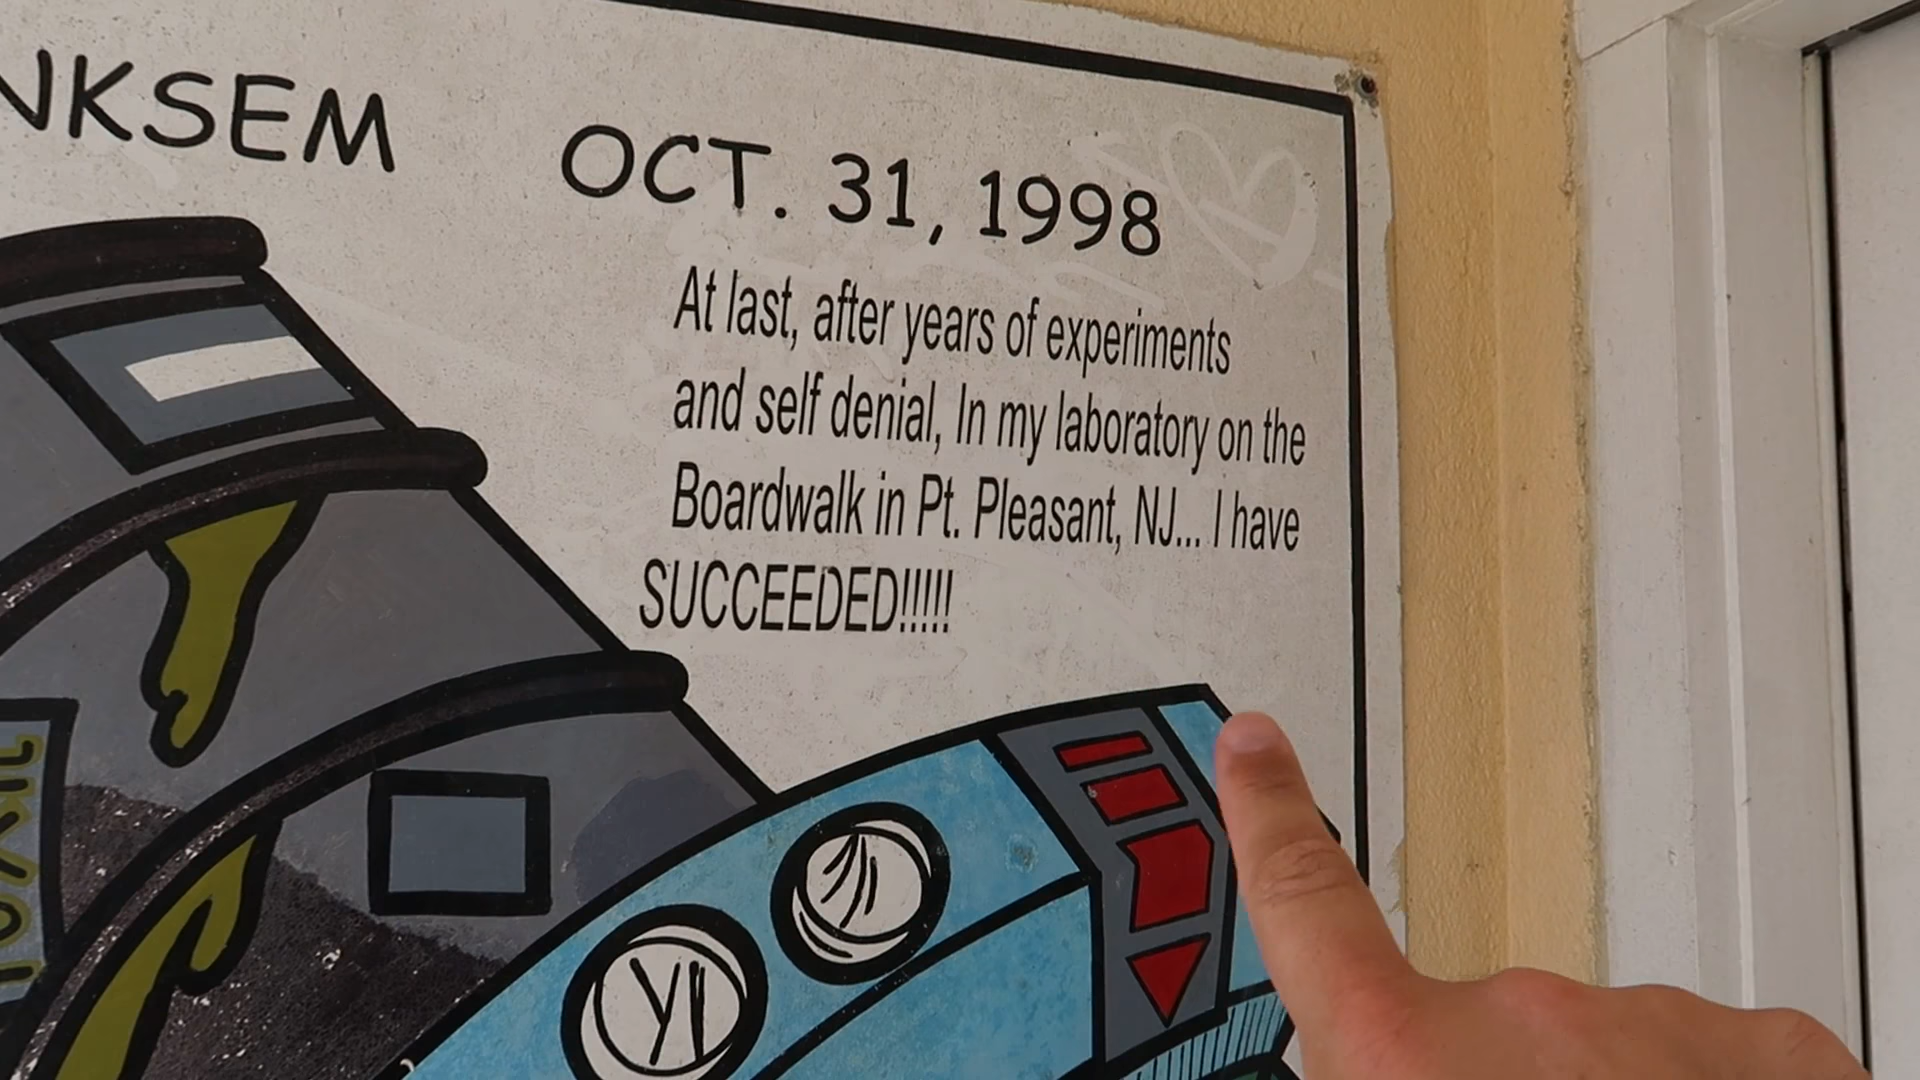 NKSEM OCT. 31, 1998
At last, after years of experiments
and self denial, In my laboratory on the
Boardwalk in Pt. Pleasant, NJ... I have
SUCCEEDED!!!!!